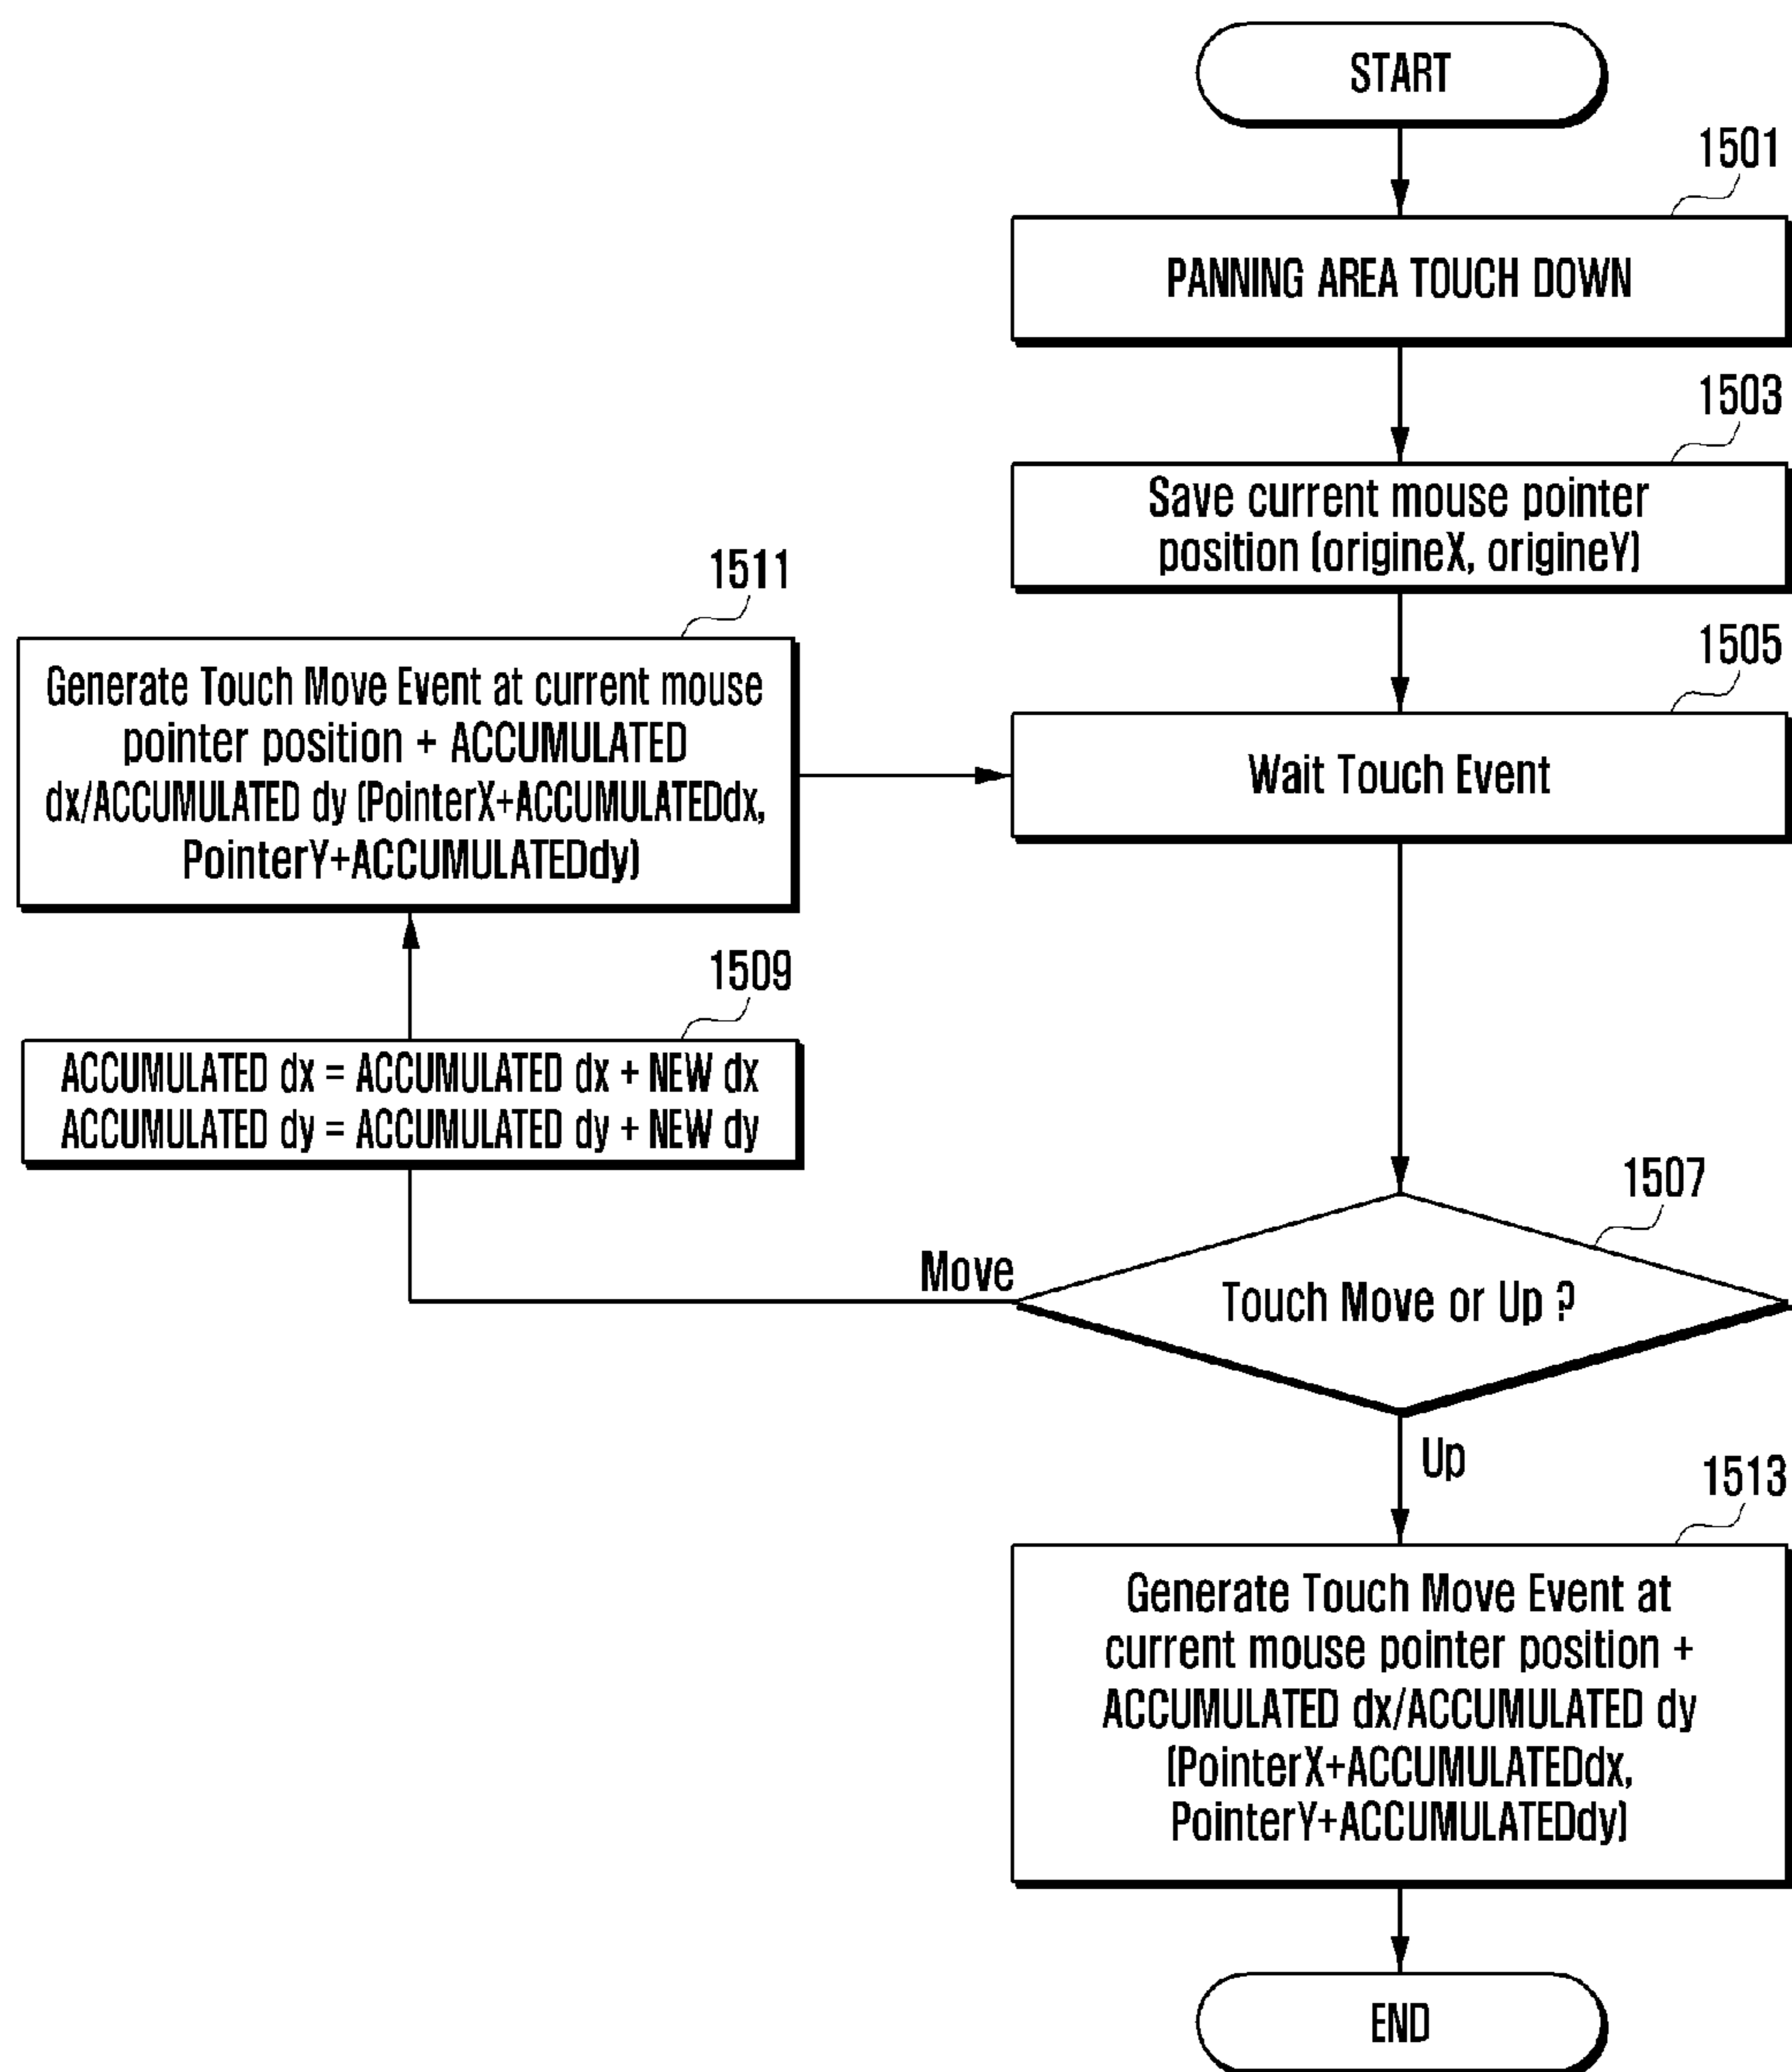 START
1501
PANNING AREA TOUCH DOWN
1503
Save current mouse pointer
position (origineX, origineY)
1505
Wait Touch Event
1507
Touch Move or Up ?
Move
1509
ACCUMULATED dx = ACCUMULATED dx + NEW dx
ACCUMULATED dy = ACCUMULATED dy + NEW dy
1511
Generate Touch Move Event at current mouse
pointer position + ACCUMULATED
dx/ACCUMULATED dy (PointerX+ACCUMULATEDdx,
PointerY+ACCUMULATEDdy)
Up
1513
Generate Touch Move Event at
current mouse pointer position +
ACCUMULATED dx/ACCUMULATED dy
(PointerX+ACCUMULATEDdx,
PointerY+ACCUMULATEDdy)
END